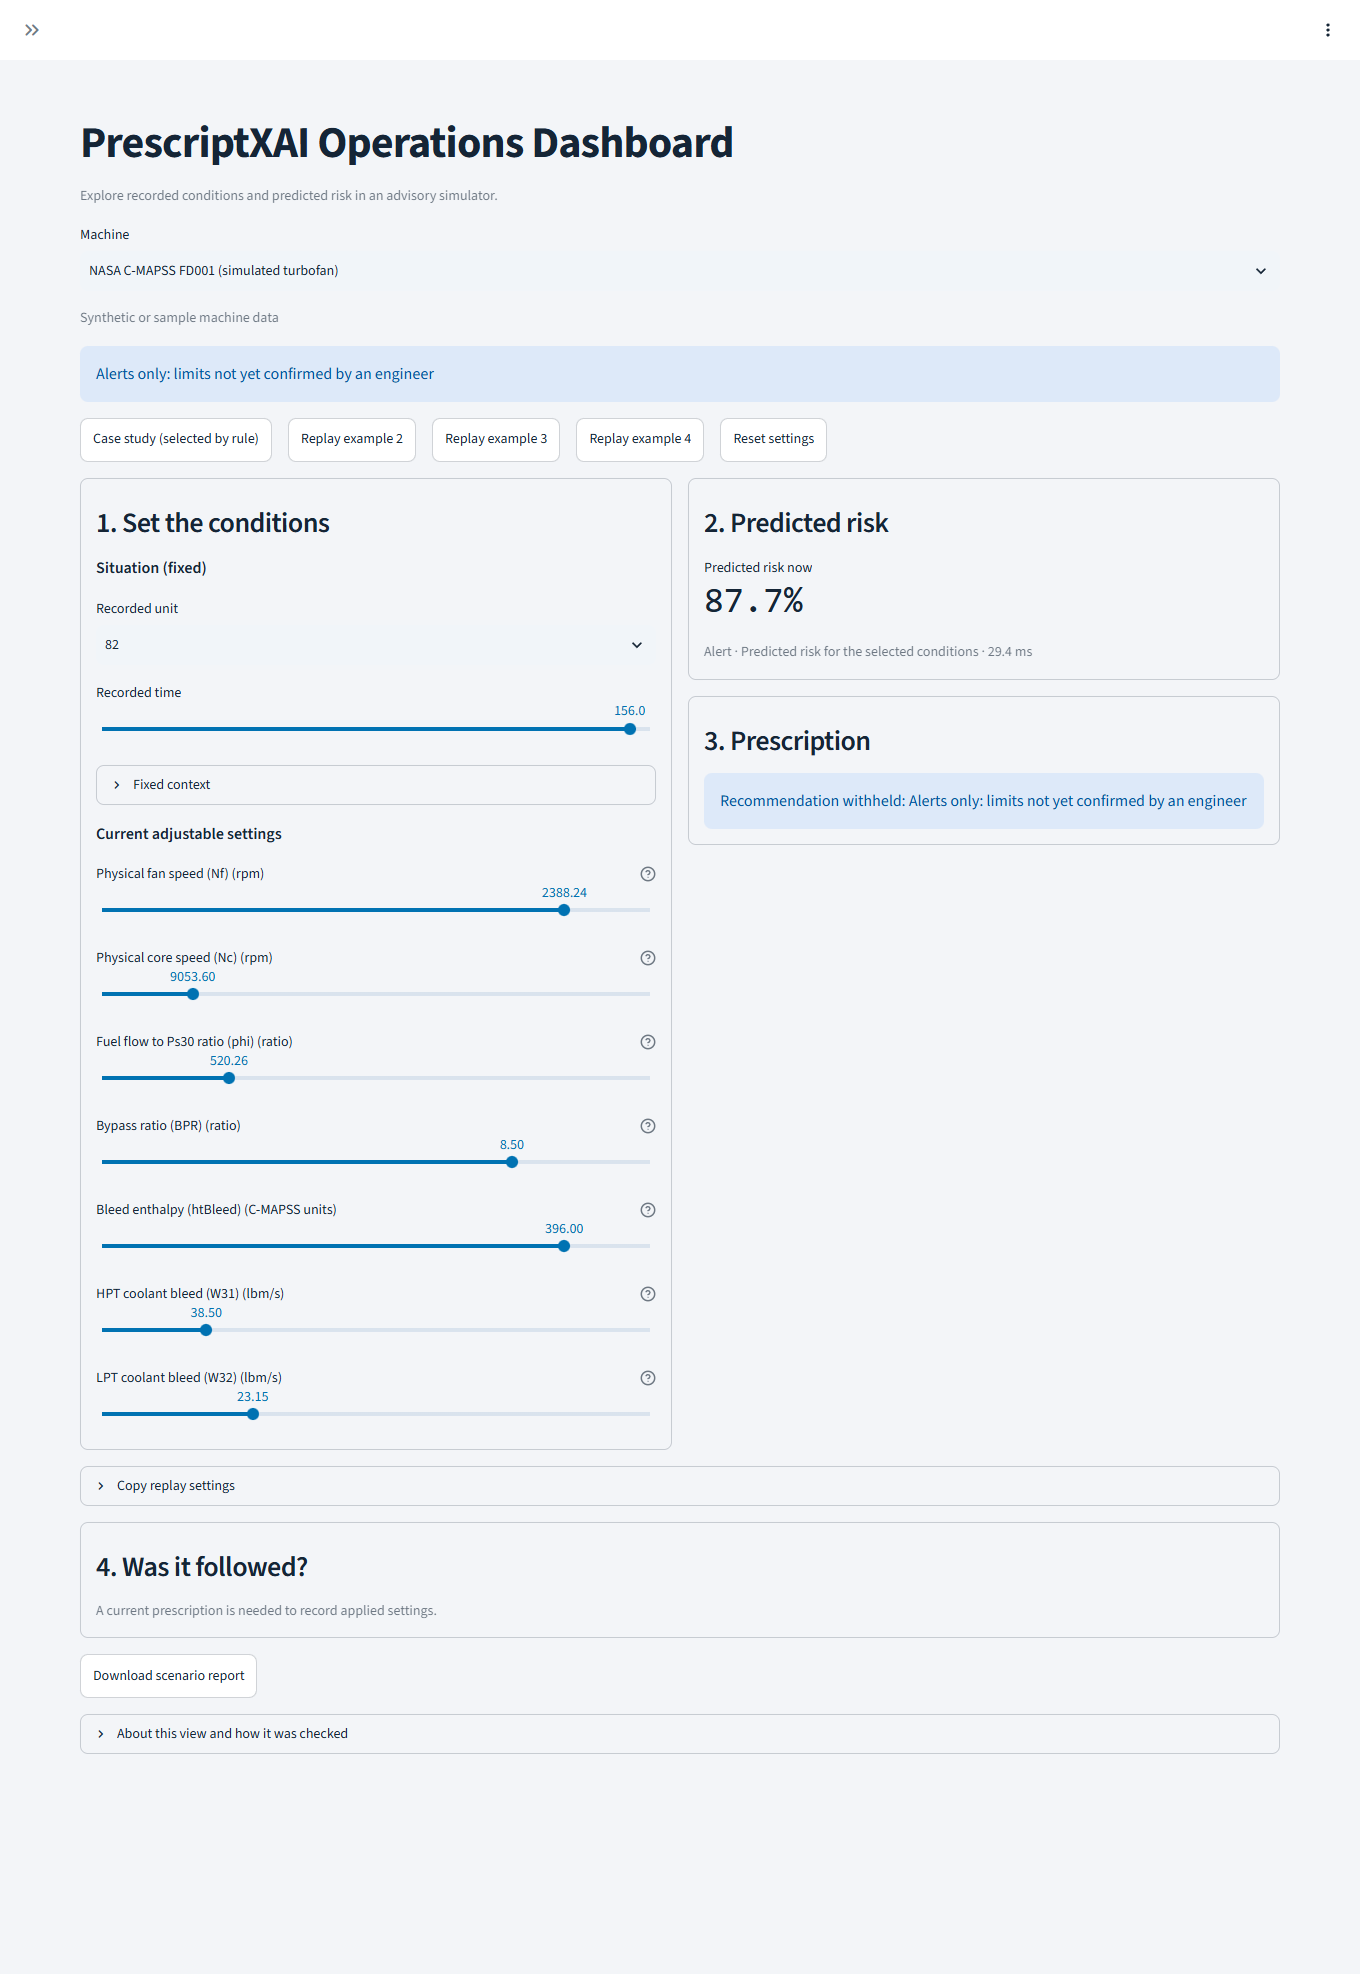 PrescriptXAI Operations Dashboard
Explore recorded conditions and predicted risk in an advisory simulator.
Machine
NASA C-MAPSS FD001 (simulated turbofan)
Synthetic or sample machine data
Alerts only: limits not yet confirmed by an engineer
Case study (selected by rule)
Replay example 2
Replay example 3
Replay example 4
Reset settings
1. Set the conditions
Situation (fixed)
Recorded unit
82
Recorded time
156.0
Fixed context
Current adjustable settings
Physical fan speed (Nf) (rpm)
2388.24
Physical core speed (Nc) (rpm)
9053.60
Fuel flow to Ps30 ratio (phi) (ratio)
520.26
Bypass ratio (BPR) (ratio)
8.50
Bleed enthalpy (htBleed) (C-MAPSS units)
396.00
HPT coolant bleed (W31) (lbm/s)
38.50
LPT coolant bleed (W32) (lbm/s)
23.15
2. Predicted risk
Predicted risk now
87.7%
Alert · Predicted risk for the selected conditions · 29.4 ms
3. Prescription
Recommendation withheld: Alerts only: limits not yet confirmed by an engineer
Copy replay settings
4. Was it followed?
A current prescription is needed to record applied settings.
Download scenario report
About this view and how it was checked